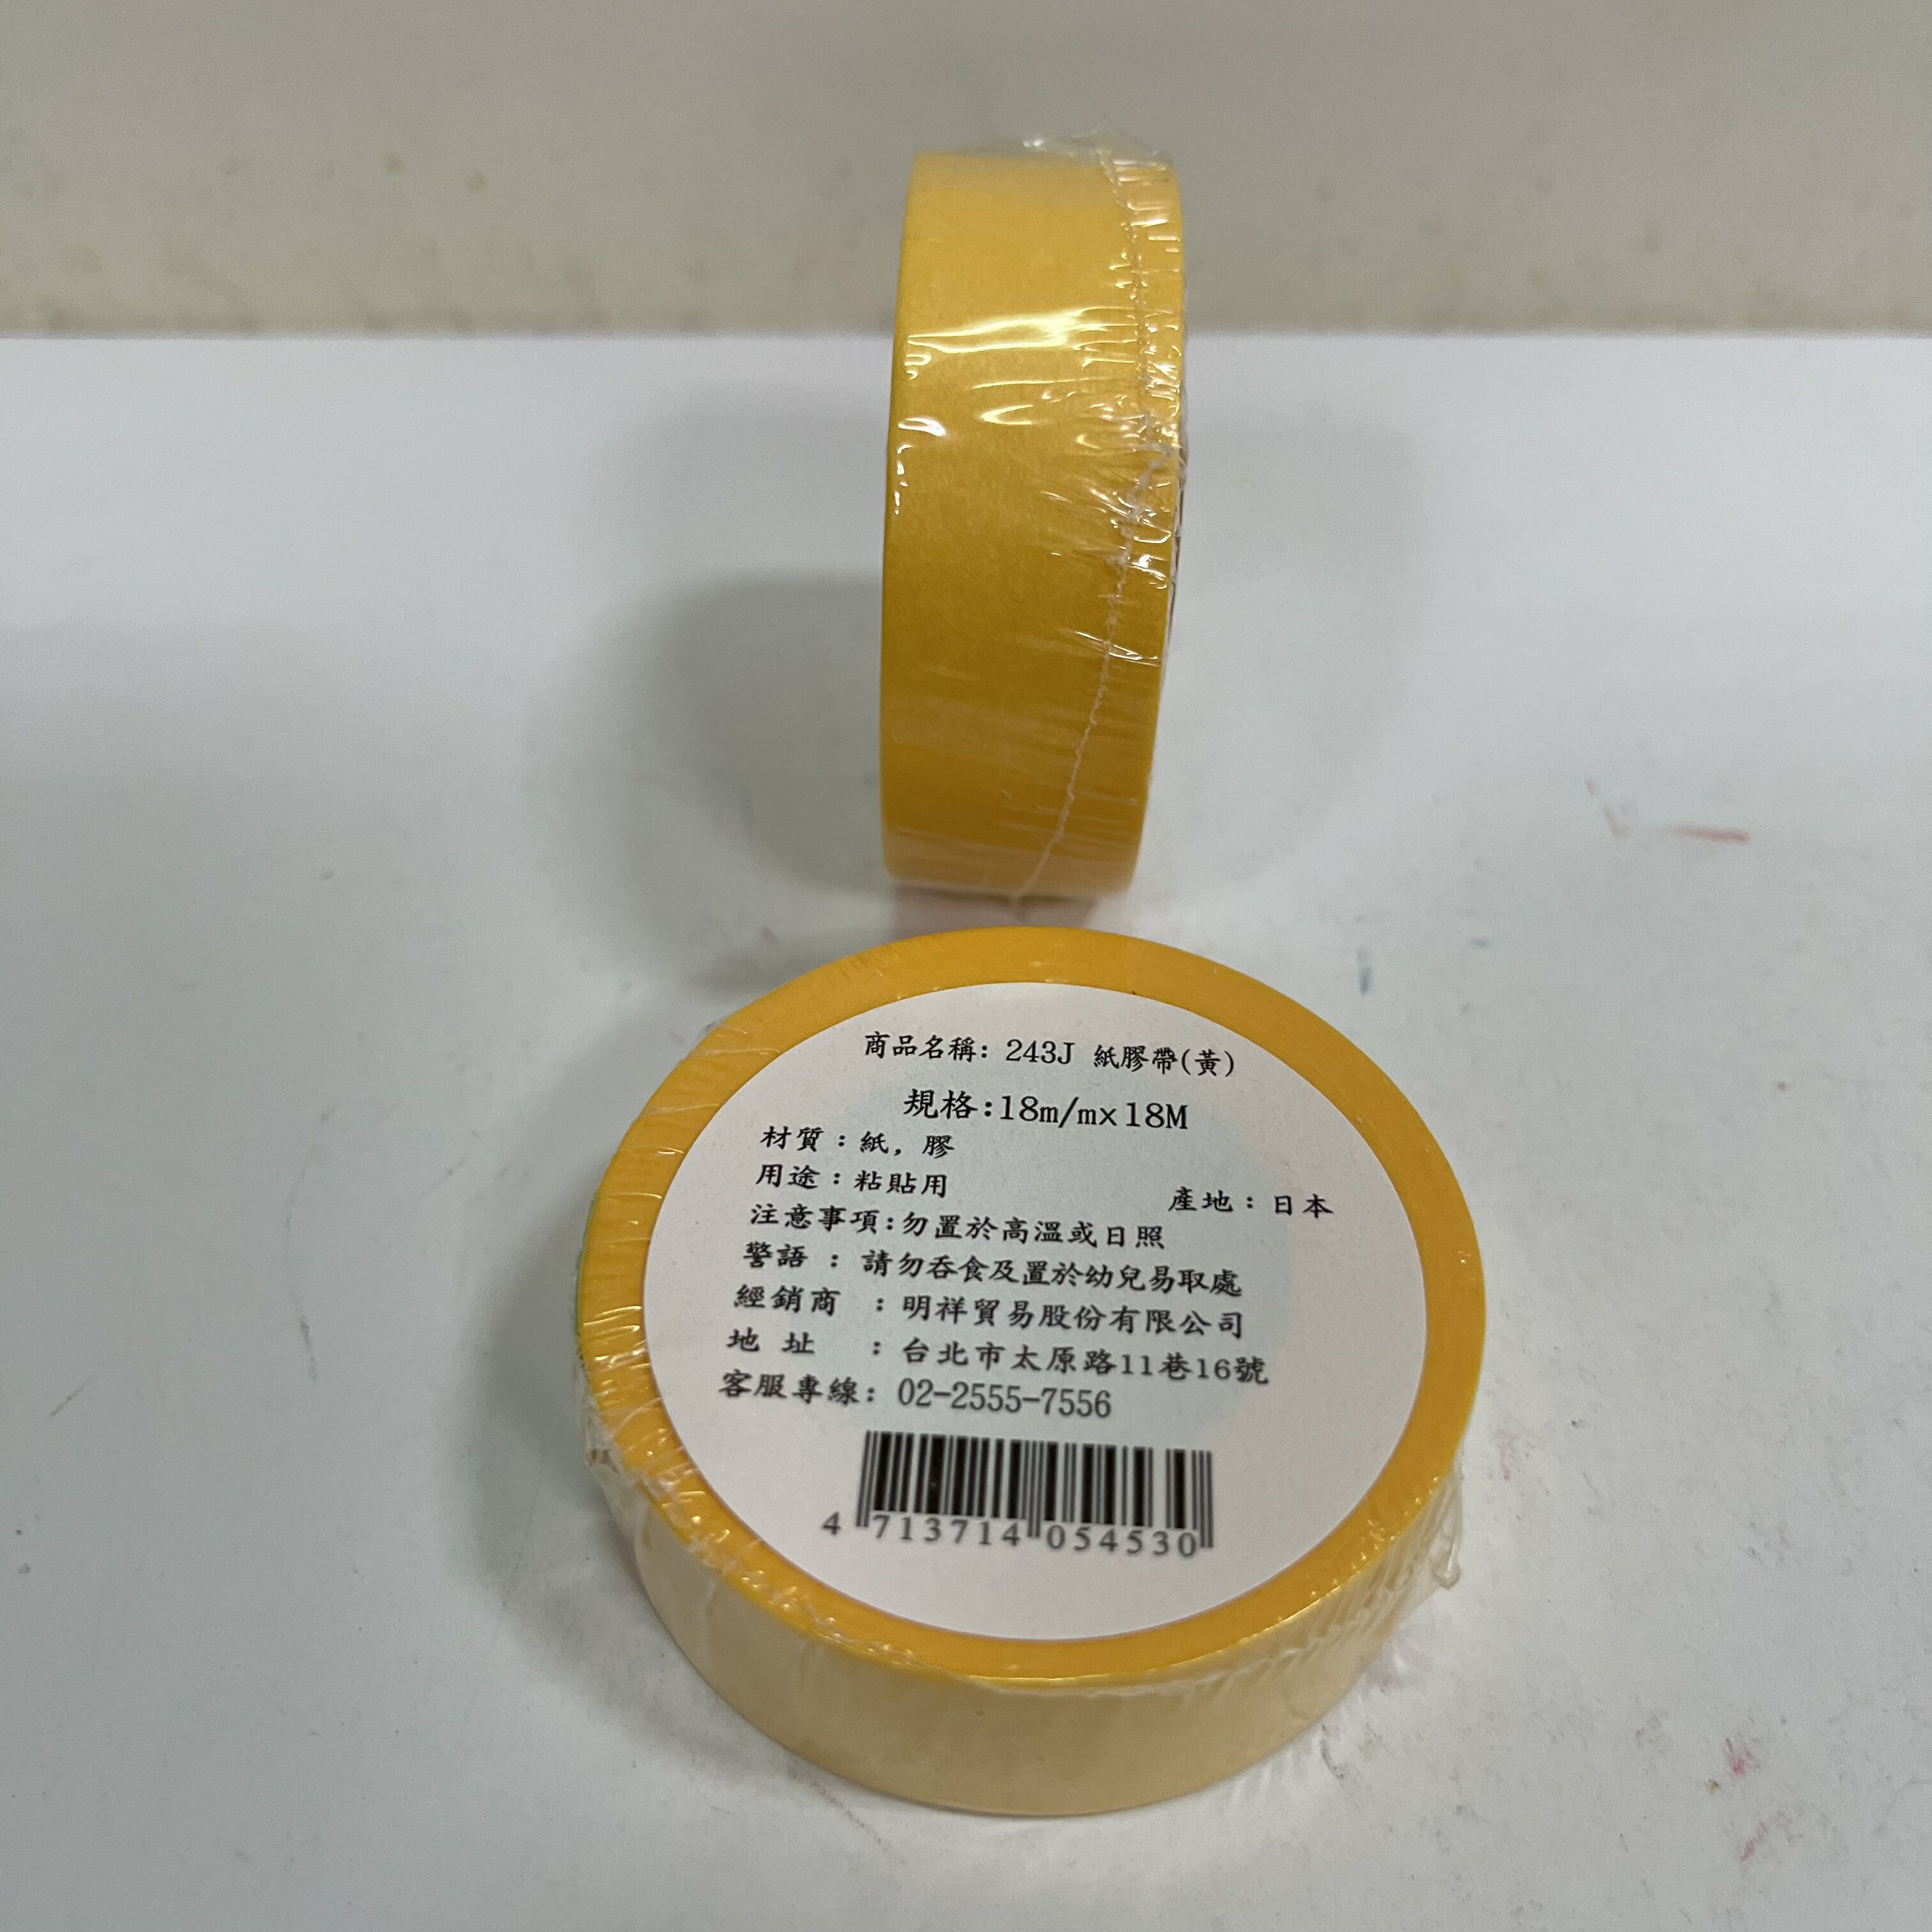 商品名稱: 243J 紙膠帶(黃)
規格:18m/mx18M
材質：紙, 膠
用途：粘貼用
產地：日本
注意事項:勿置於高溫或日照
警語 : 請勿吞食及置於幼兒易取處
經銷商 : 明祥貿易股份有限公司
地 址 : 台北市太原路11巷16號
客服專線: 02-2555-7556
4 713714 054530